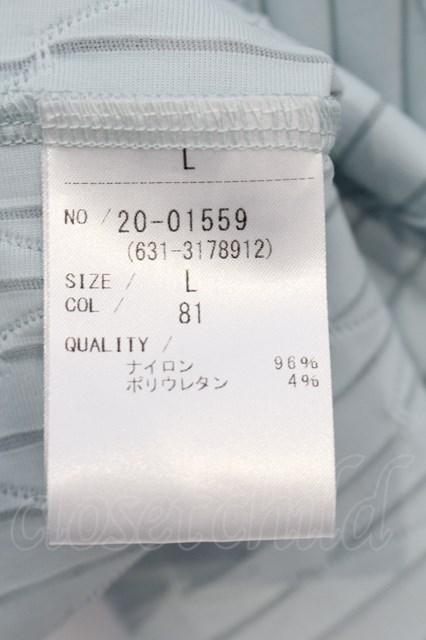 L
NO / 20-01559
(631-3178912)
SIZE / L
COL / 81
QUALITY /
ナイロン 96%
ポリウレタン 4%
closet child